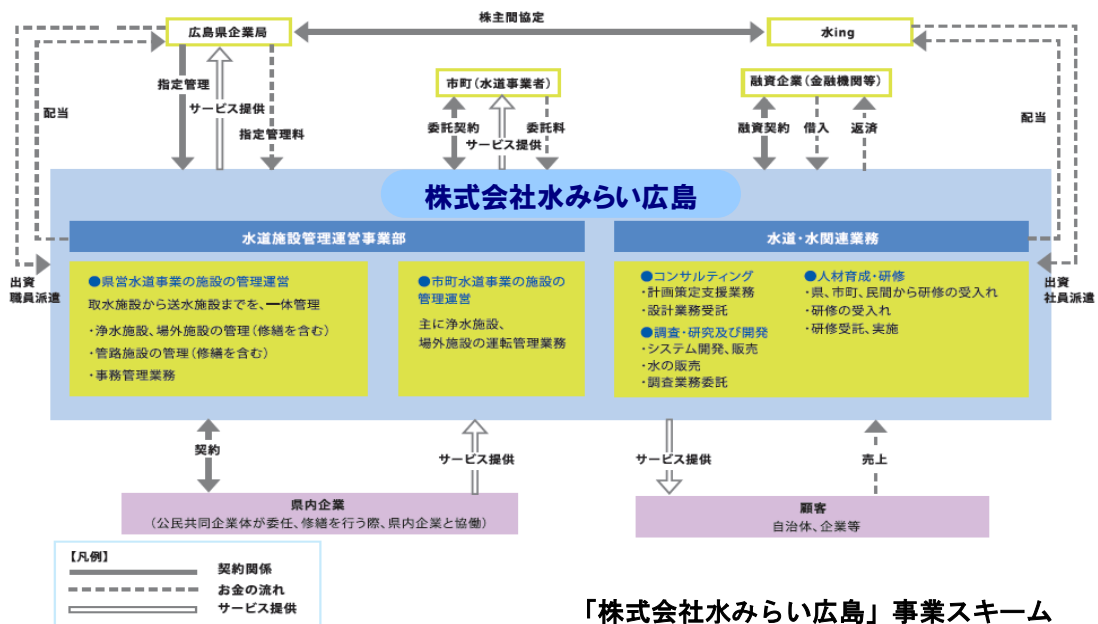 株主間協定
広島県企業局
水ing
市町（水道事業者）
融資企業（金融機関等）
指定管理
サービス提供
指定管理料
配当
委託契約
サービス提供
委託料
融資契約
借入
返済
配当
株式会社水みらい広島
水道施設管理運営事業部
水道・水関連業務
出資
職員派遣
●県営水道事業の施設の管理運営
取水施設から送水施設までを、一体管理
・浄水施設、場外施設の管理（修繕を含む）
・管路施設の管理（修繕を含む）
・事務管理業務
●市町水道事業の施設の
管理運営
主に浄水施設、
場外施設の運転管理業務
●コンサルティング
・計画策定支援業務
・設計業務受託
●調査・研究及び開発
・システム開発、販売
・水の販売
・調査業務委託
●人材育成・研修
・県、市町、民間から研修の受入れ
・研修の受入れ
・研修受託、実施
出資
社員派遣
契約
サービス提供
サービス提供
売上
県内企業
（公民共同企業体が委任、修繕を行う際、県内企業と協働）
顧客
自治体、企業等
【凡例】
契約関係
お金の流れ
サービス提供
「株式会社水みらい広島」事業スキーム